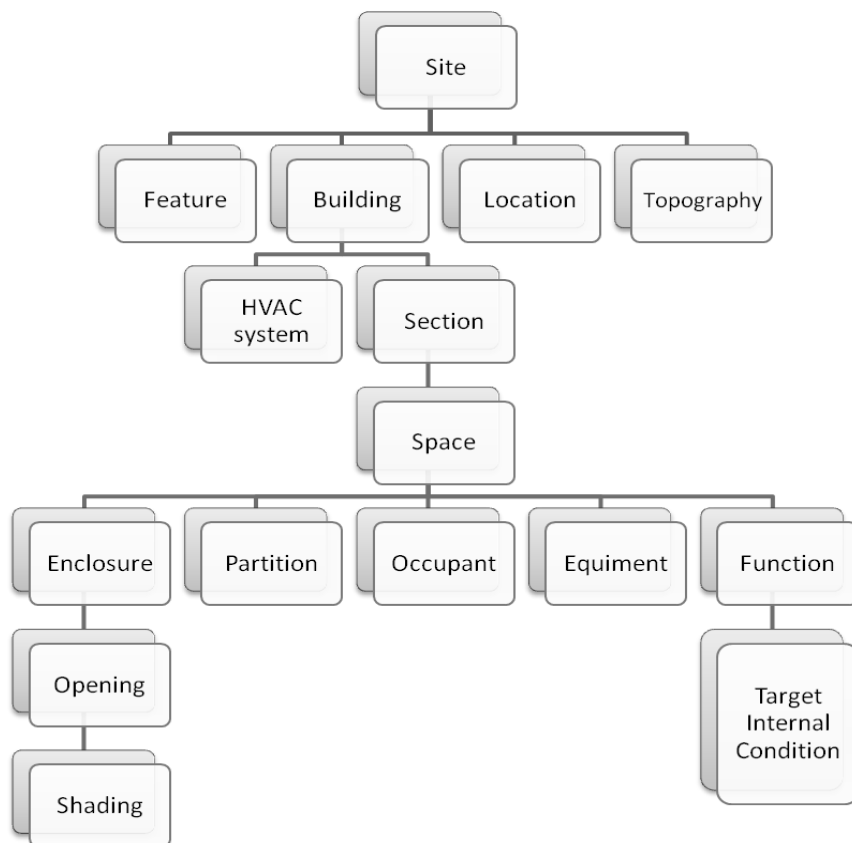 Site
Feature
Building
Location
Topography
HVAC
system
Section
Space
Enclosure
Partition
Occupant
Equiment
Function
Opening
Target
Internal
Condition
Shading